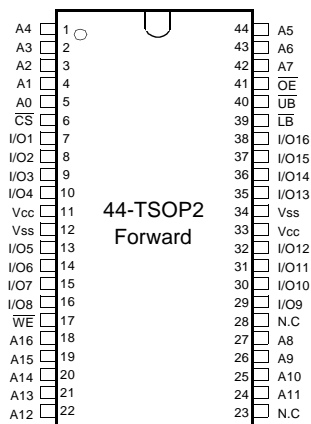 A4 1 44 A5
A3 2 43 A6
A2 3 42 A7
A1 4 41 OE
A0 5 40 UB
CS 6 39 LB
I/O1 7 38 I/O16
I/O2 8 37 I/O15
I/O3 9 36 I/O14
I/O4 10 35 I/O13
Vcc 11 34 Vss
Vss 12 33 Vcc
I/O5 13 32 I/O12
I/O6 14 31 I/O11
I/O7 15 30 I/O10
I/O8 16 29 I/O9
WE 17 28 N.C
A16 18 27 A8
A15 19 26 A9
A14 20 25 A10
A13 21 24 A11
A12 22 23 N.C
44-TSOP2
Forward